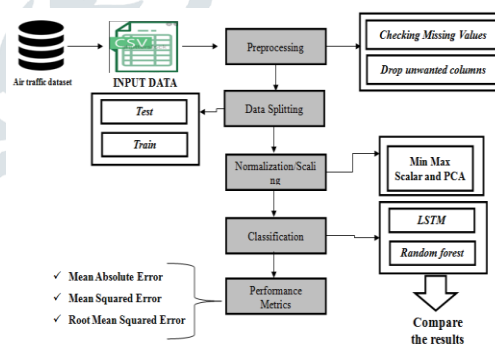 Air traffic dataset
CSV
INPUT DATA
Preprocessing
Checking Missing Values
Drop unwanted columns
Data Splitting
Test
Train
Normalization/Scali
ng
Min Max
Scalar and PCA
Classification
LSTM
Random forest
Performance
Metrics
✓ Mean Absolute Error
✓ Mean Squared Error
✓ Root Mean Squared Error
Compare
the results